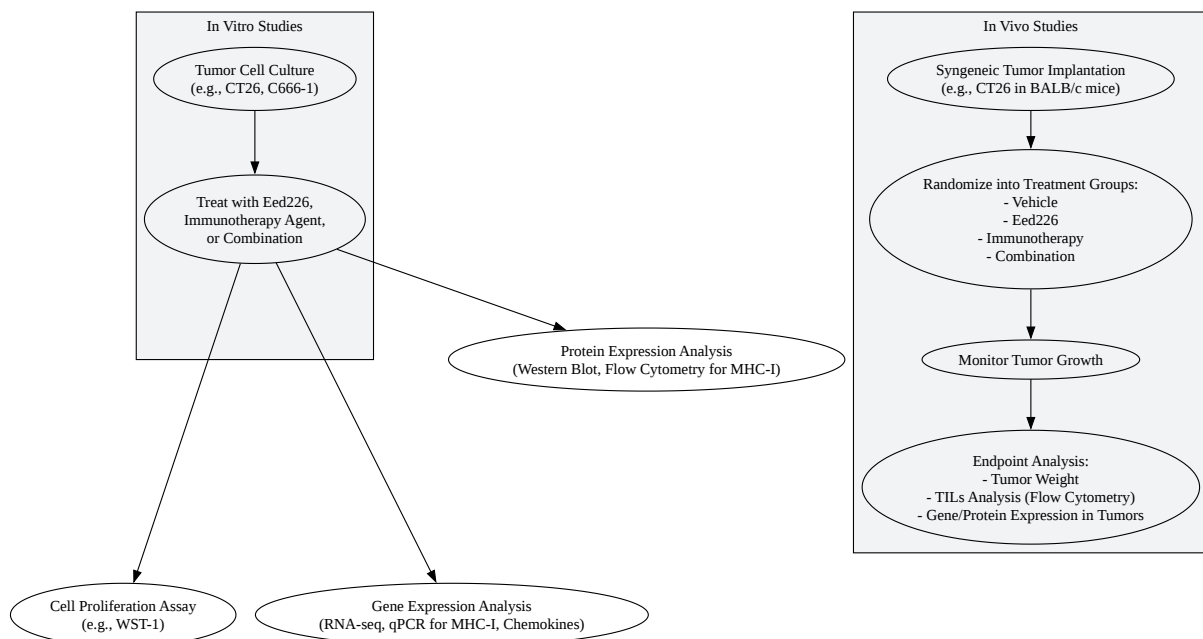 In Vitro Studies
Tumor Cell Culture
(e.g., CT26, C666-1)
Treat with Eed226,
Immunotherapy Agent,
or Combination
Protein Expression Analysis
(Western Blot, Flow Cytometry for MHC-I)
Cell Proliferation Assay
(e.g., WST-1)
Gene Expression Analysis
(RNA-seq, qPCR for MHC-I, Chemokines)
In Vivo Studies
Syngeneic Tumor Implantation
(e.g., CT26 in BALB/c mice)
Randomize into Treatment Groups:
- Vehicle
- Eed226
- Immunotherapy
- Combination
Monitor Tumor Growth
Endpoint Analysis:
- Tumor Weight
- TILs Analysis (Flow Cytometry)
- Gene/Protein Expression in Tumors